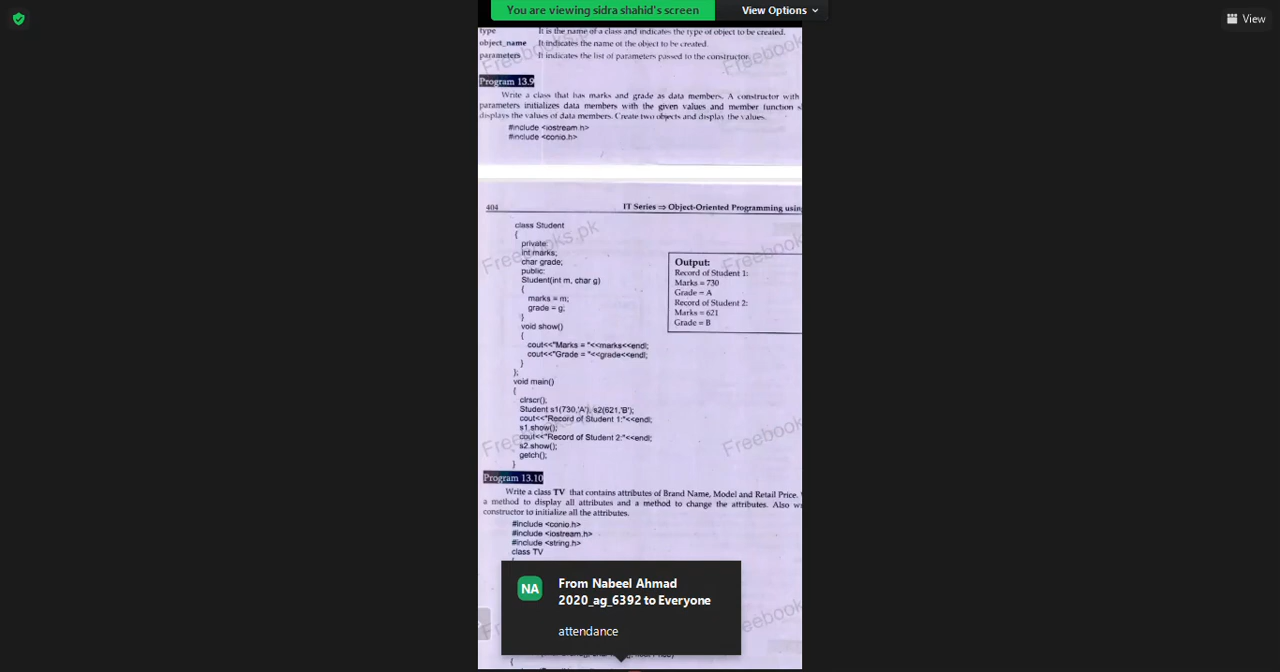 You are viewing sidra shahid's screen
View Options
View
type It is the name of a class and indicates the type of object to be created.
object_name It indicates the name of the object to be created.
parameters It indicates the list of parameters passed to the constructor
Program 13.9
Write a class that has marks and grade as data members. A constructor with
parameters initializes data members with the given values and member function
displays the values of data members. Create two objects and display the values.
#include <iostream.h>
#include <conio.h>
404 IT Series ⇒ Object-Oriented Programming usin
class Student
{
private:
int marks;
char grade;
public:
Student(int m, char g)
{
marks = m;
grade = g;
}
void show()
{
cout<<"Marks = "<<marks<<endl;
cout<<"Grade = "<<grade<<endl;
}
};
void main()
{
clrscr();
Student s1(730,'A'), s2(621,'B');
cout<<"Record of Student 1:"<<endl;
s1.show();
cout<<"Record of Student 2:"<<endl;
s2.show();
getch();
}
Output:
Record of Student 1:
Marks = 730
Grade = A
Record of Student 2:
Marks = 621
Grade = B
Program 13.10
Write a class TV that contains attributes of Brand Name, Model and Retail Price.
a method to display all attributes and a method to change the attributes. Also
constructor to initialize all the attributes.
#include <conio.h>
#include <iostream.h>
#include <string.h>
class TV
NA
From Nabeel Ahmad
2020_ag_6392 to Everyone
attendance
{
Freebooks.pk